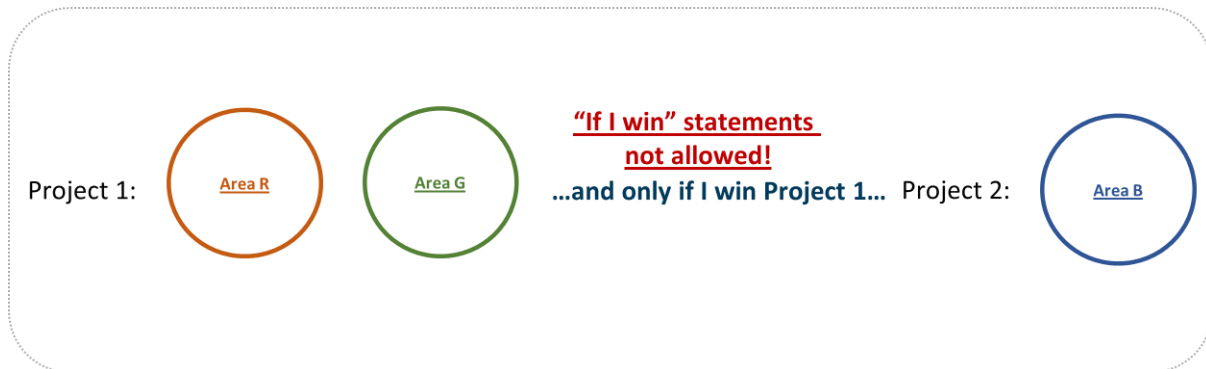 “If I win” statements
not allowed!
Project 1: Area R Area G …and only if I win Project 1… Project 2: Area B